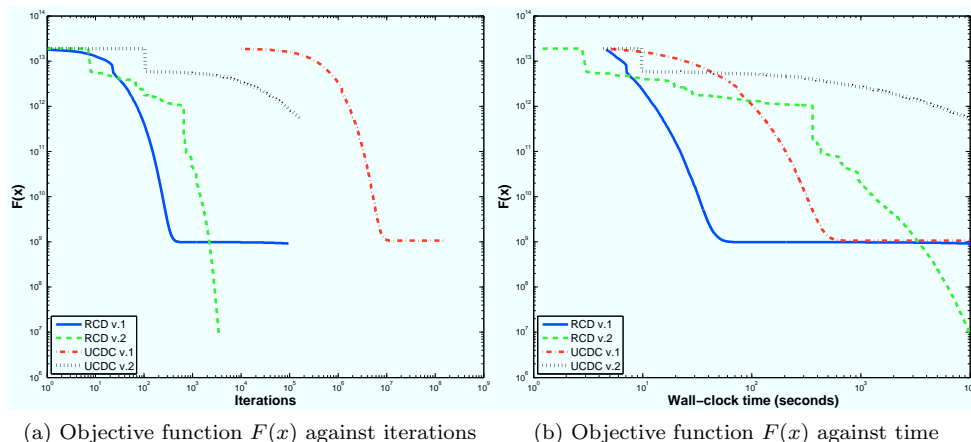 10^14
10^13
10^12
10^11
10^10
10^9
10^8
10^7
10^6
F(x)
RCD v.1
RCD v.2
UCDC v.1
UCDC v.2
10^0 10^1 10^2 10^3 10^4 10^5 10^6 10^7 10^8 10^9
Iterations
(a) Objective function F(x) against iterations
10^14
10^13
10^12
10^11
10^10
10^9
10^8
10^7
10^6
F(x)
RCD v.1
RCD v.2
UCDC v.1
UCDC v.2
10^0 10^1 10^2 10^3 10^4
Wall-clock time (seconds)
(b) Objective function F(x) against time